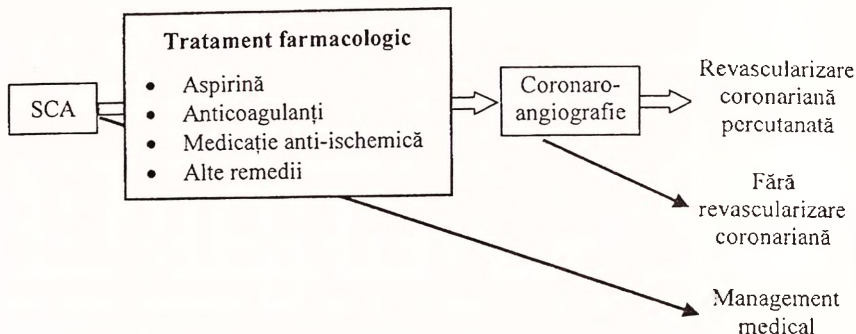 SCA
Tratament farmacologic
• Aspirină
• Anticoagulanți
• Medicație anti-ischemică
• Alte remedii
Coronaro-
angiografie
Revascularizare
coronariană
percutanată
Fără
revascularizare
coronariană
Management
medical